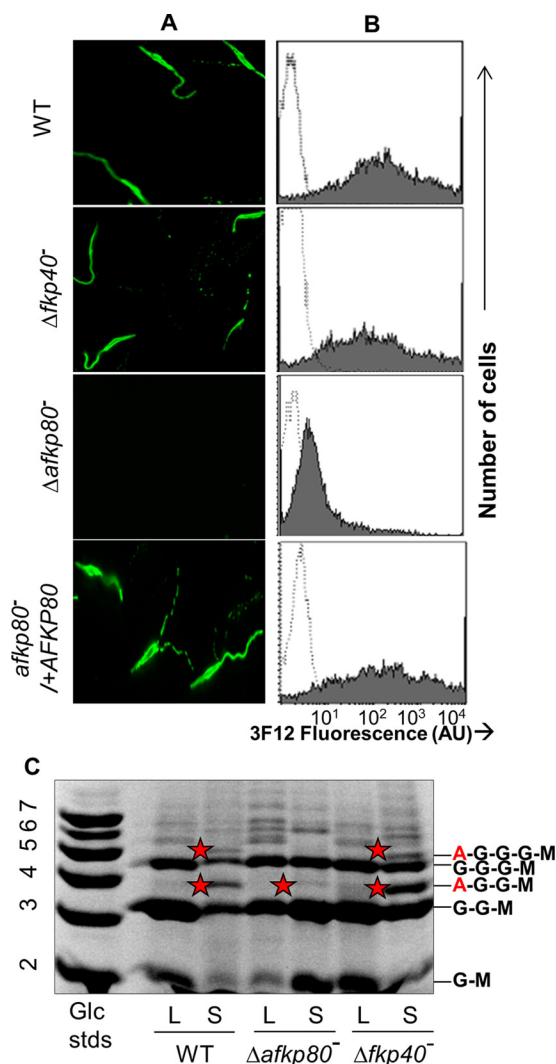 A B
WT
Δfkp40⁻
Δafkp80⁻
afkp80⁻
/+AFKP80
Number of cells →
10¹ 10² 10³ 10⁴
3F12 Fluorescence (AU) →
C
7
6
5
4
3
2
A-G-G-G-M
G-G-G-M
A-G-G-M
G-G-M
G-M
Glc
stds
L S L S L S
WT Δafkp80⁻ Δfkp40⁻